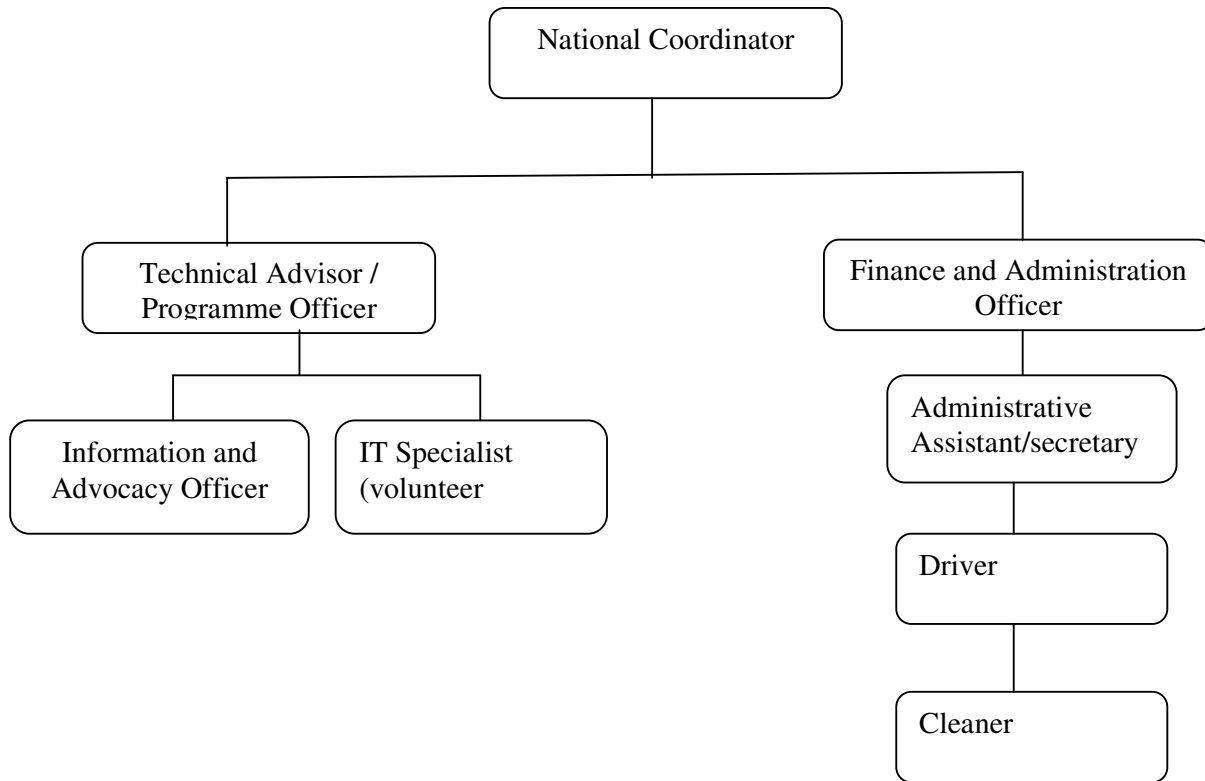 National Coordinator
Technical Advisor /
Programme Officer
Finance and Administration
Officer
Information and
Advocacy Officer
IT Specialist
(volunteer
Administrative
Assistant/secretary
Driver
Cleaner